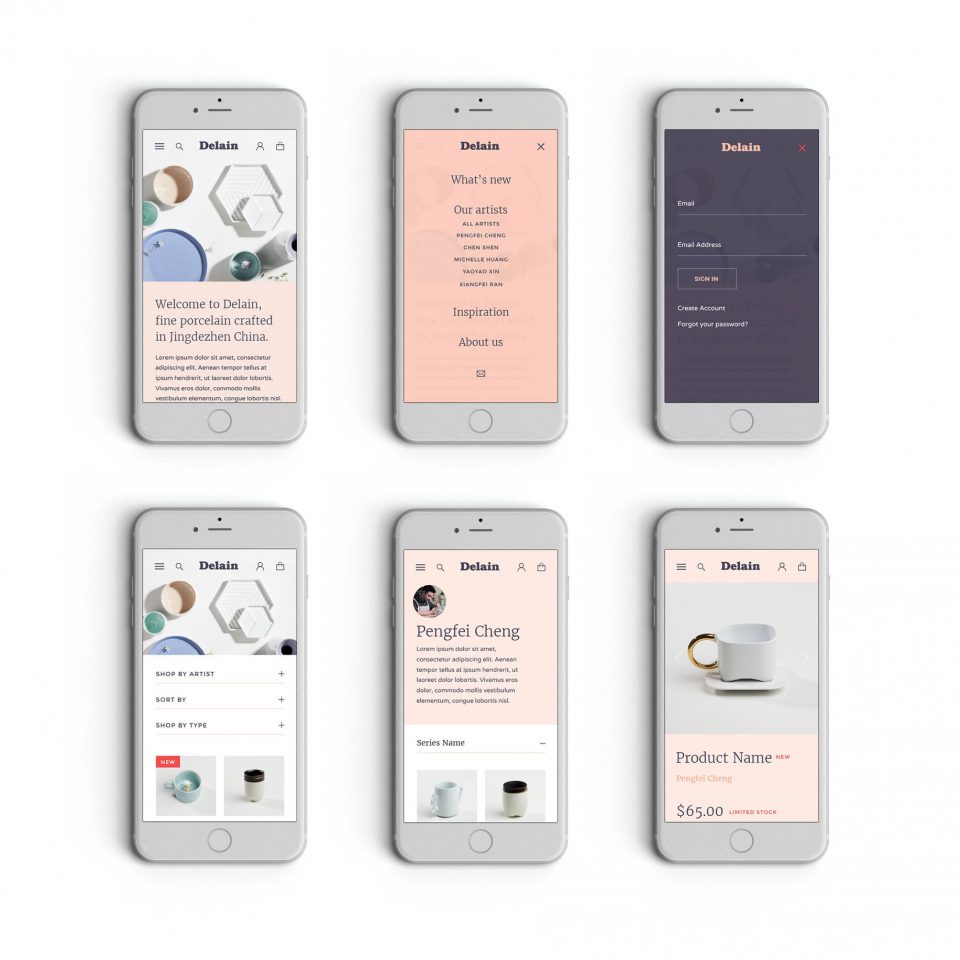 Delain
Welcome to Delain,
fine porcelain crafted
in Jingdezhen China.
Lorem ipsum dolor sit amet, consectetur
adipiscing elit. Aenean tempor lectus ac
ipsum hendrerit, ut laoreet dolor lobortis.
Vivamus eros dolor, commodo mollis
vestibulum elementum, congue lobortis nisl.
Delain
What's new
Our artists
ALL ARTISTS
PENGFEI CHENG
CHEN SHEN
MICHELLE HUANG
YAOYAO XIN
XIANGFEI RAN
Inspiration
About us
Delain
Email
Email Address
SIGN IN
Create Account
Forgot your password?
Delain
SHOP BY ARTIST +
SORT BY +
SHOP BY TYPE +
NEW
Delain
Pengfei Cheng
Lorem ipsum dolor sit amet,
consectetur adipiscing elit. Aenean
tempor ipsum hendrerit, ut
laoreet dolor lobortis. Vivamus eros
dolor, commodo mollis vestibulum
elementum, congue lobortis nisl.
Series Name –
Delain
Product Name NEW
Pengfei Cheng
$65.00 LIMITED STOCK